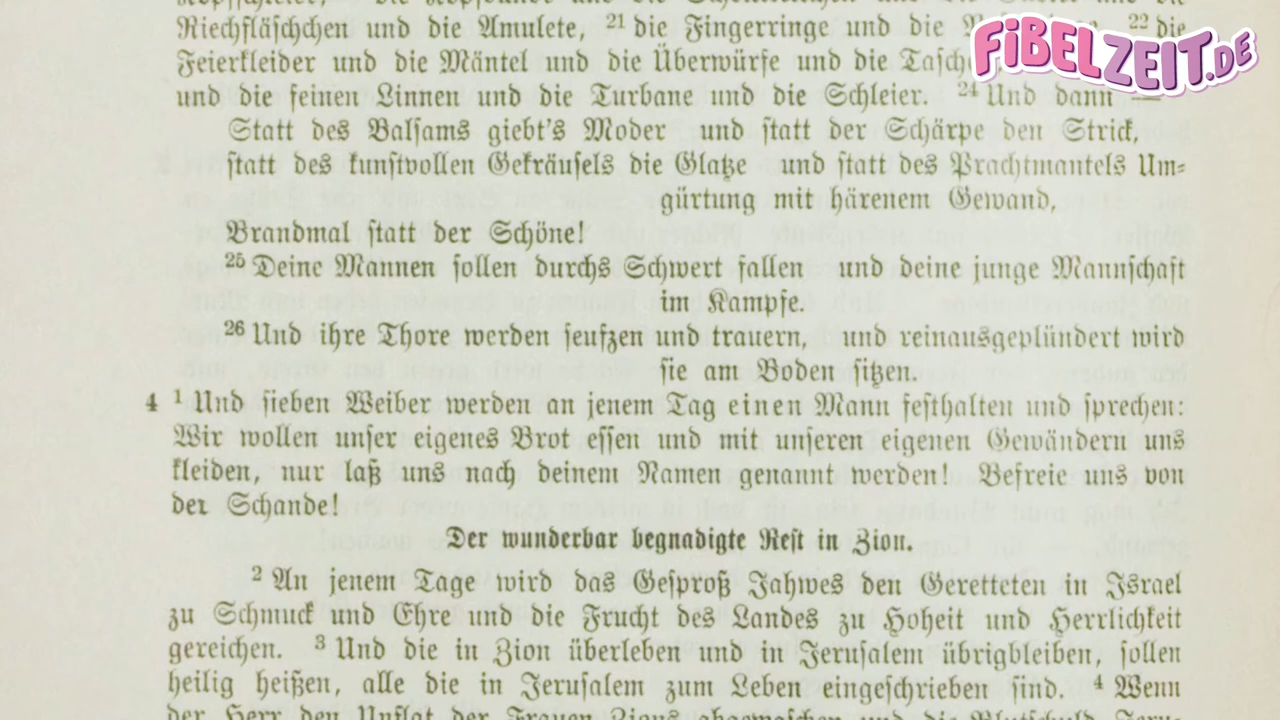 Riechfläschchen und die Amulete, ²¹ die Fingerringe und die ²² die
Feierkleider und die Mäntel und die Überwürfe und die
und die feinen Linnen und die Turbane und die Schleier. ²⁴ Und dann —
Statt des Balsams giebt's Moder und statt der Schärpe den Strick,
statt des kunstvollen Gekräusels die Glatze und statt des Prachtmantels Um-
gürtung mit härenem Gewand,
Brandmal statt der Schöne!
²⁵ Deine Mannen sollen durchs Schwert fallen und deine junge Mannschaft
im Kampfe.
²⁶ Und ihre Thore werden seufzen und trauern, und reinausgeplündert wird
sie am Boden sitzen.
4 ¹ Und sieben Weiber werden an jenem Tag einen Mann festhalten und sprechen:
Wir wollen unser eigenes Brot essen und mit unseren eigenen Gewändern uns
kleiden, nur laß uns nach deinem Namen genannt werden! Befreie uns von
der Schande!
Der wunderbar begnadigte Rest in Zion.
² An jenem Tage wird das Gesproß Jahwes den Geretteten in Israel
zu Schmuck und Ehre und die Frucht des Landes zu Hoheit und Herrlichkeit
gereichen. ³ Und die in Zion überleben und in Jerusalem übrigbleiben, sollen
heilig heißen, alle die in Jerusalem zum Leben eingeschrieben sind. ⁴ Wenn
der Herr den Unflat der Frauen Zions abgewaschen und die Blutschuld
FiBELZEiT.DE